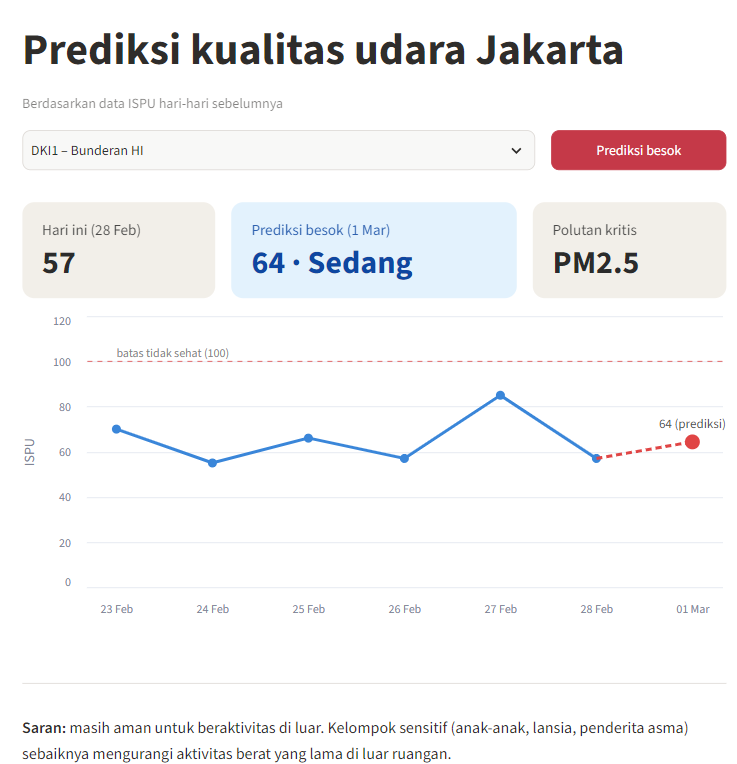 Prediksi kualitas udara Jakarta
Berdasarkan data ISPU hari-hari sebelumnya
DKI1 – Bunderan HI
Prediksi besok
Hari ini (28 Feb)
57
Prediksi besok (1 Mar)
64 · Sedang
Polutan kritis
PM2.5
120
batas tidak sehat (100)
100
80
64 (prediksi)
60
ISPU
40
20
0
23 Feb
24 Feb
25 Feb
26 Feb
27 Feb
28 Feb
01 Mar
Saran: masih aman untuk beraktivitas di luar. Kelompok sensitif (anak-anak, lansia, penderita asma)
sebaiknya mengurangi aktivitas berat yang lama di luar ruangan.